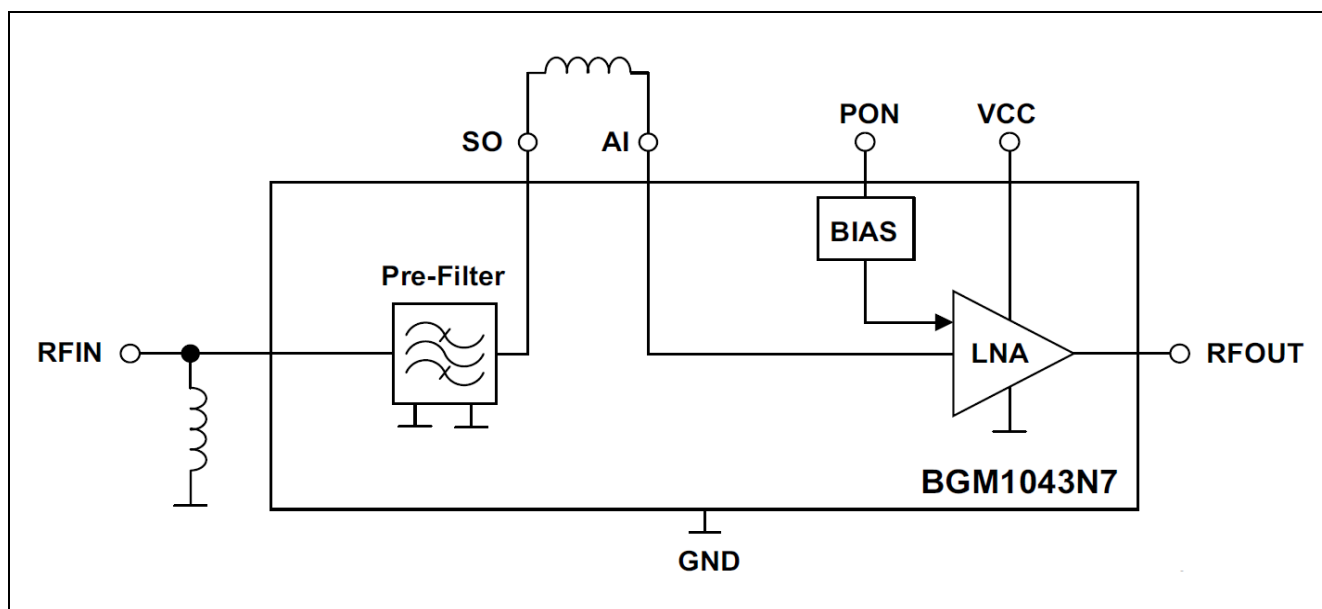 SO
AI
PON
VCC
BIAS
Pre-Filter
RFIN
LNA
RFOUT
BGM1043N7
GND